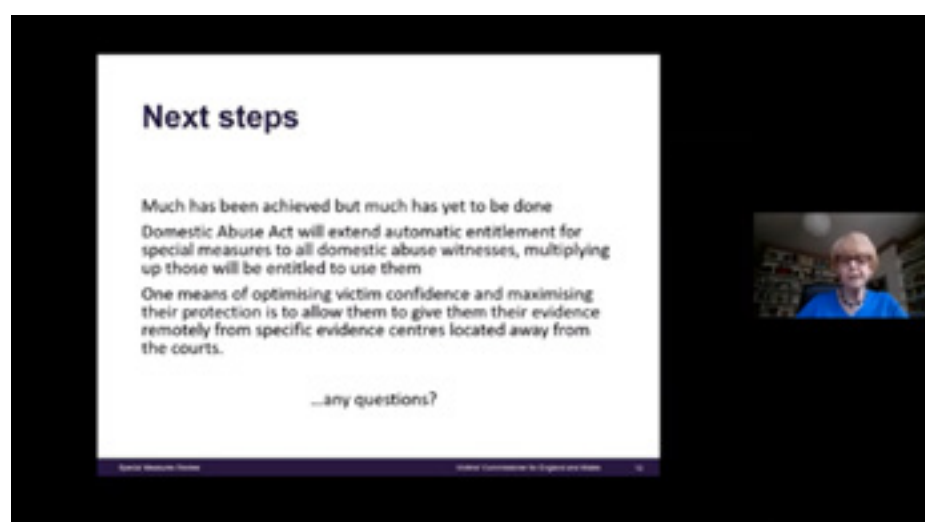 Next steps
Much has been achieved but much has yet to be done
Domestic Abuse Act will extend automatic entitlement for
special measures to all domestic abuse witnesses, multiplying
up those will be entitled to use them
One means of optimising victim confidence and maximising
their protection is to allow them to give them their evidence
remotely from specific evidence centres located away from
the courts.
...any questions?
Special Measures Review
Victims' Commissioner for England and Wales